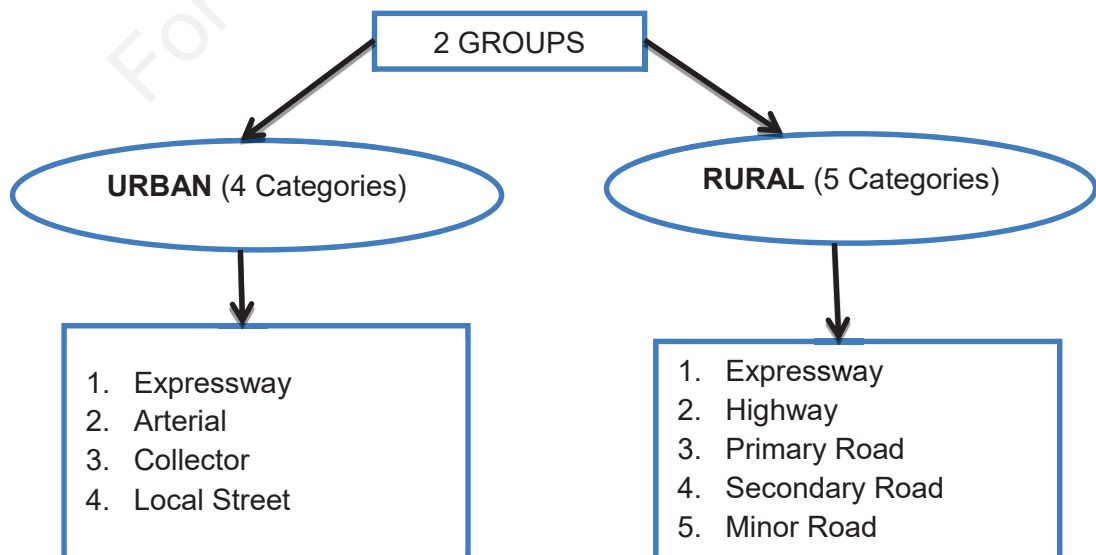 2 GROUPS
URBAN (4 Categories)
RURAL (5 Categories)
1. Expressway
2. Arterial
3. Collector
4. Local Street
1. Expressway
2. Highway
3. Primary Road
4. Secondary Road
5. Minor Road